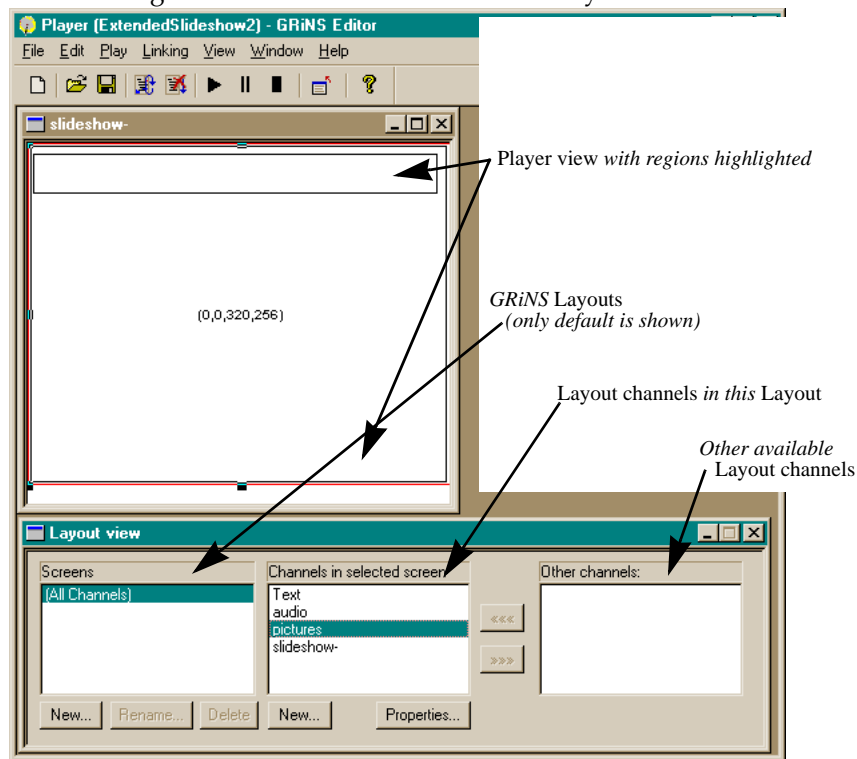 Player (ExtendedSlideshow2) - GRiNS Editor
File Edit Play Linking View Window Help
slideshow-
Player view with regions highlighted
(0,0,320,256)
GRiNS Layouts
(only default is shown)
Layout channels in this Layout
Other available
Layout channels
Layout view
Screens
Channels in selected screen
Other channels:
(All Channels)
Text
audio
pictures
slideshow-
<<<
>>>
New... Rename... Delete New... Properties...